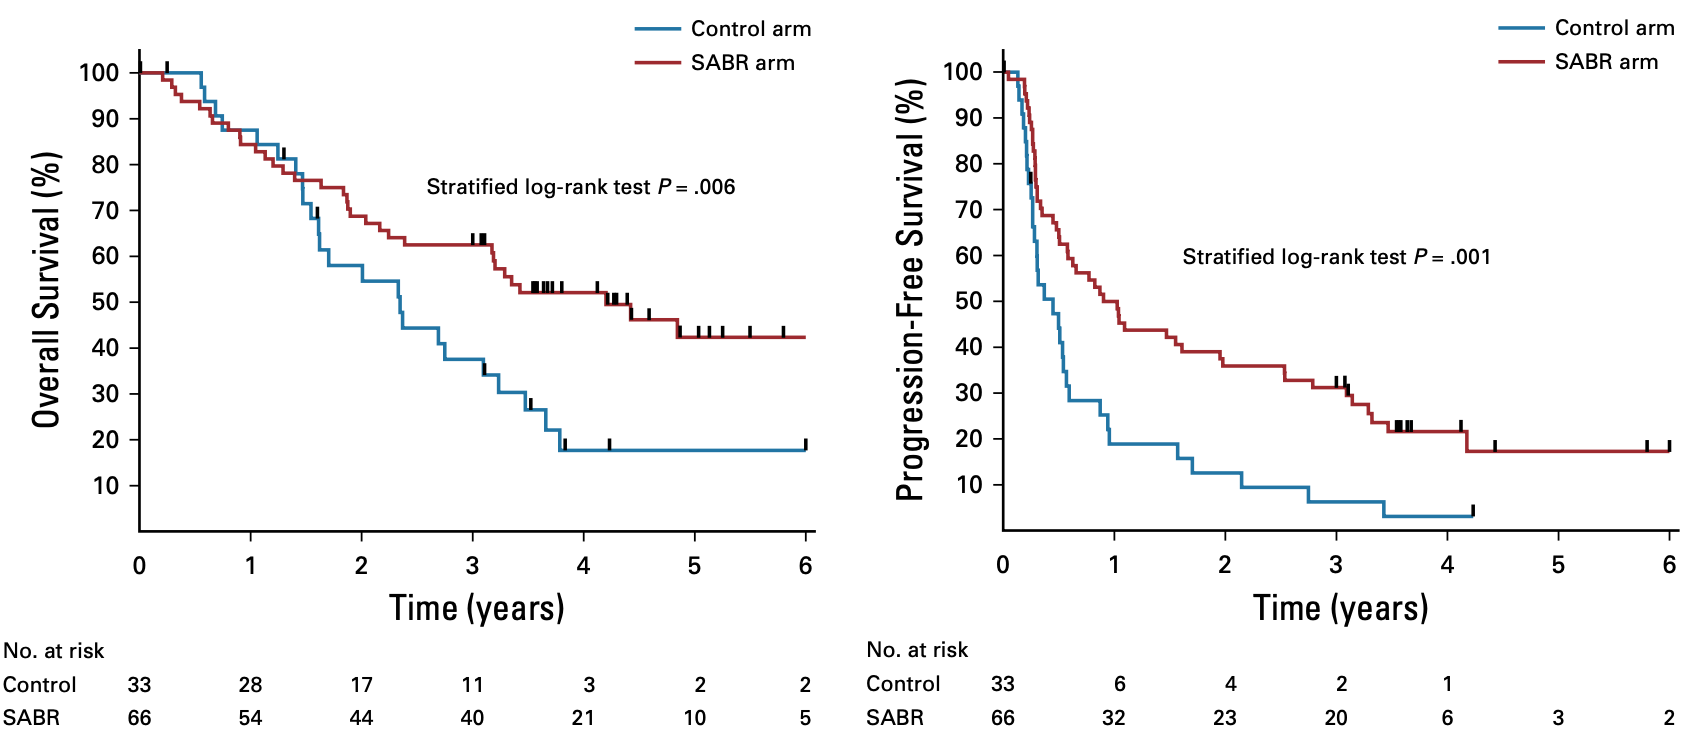 Control arm
SABR arm
Overall Survival (%)
100
90
80
70
60
50
40
30
20
10
Stratified log-rank test P = .006
0 1 2 3 4 5 6
Time (years)
No. at risk
Control 33 28 17 11 3 2 2
SABR 66 54 44 40 21 10 5
Control arm
SABR arm
Progression-Free Survival (%)
100
90
80
70
60
50
40
30
20
10
Stratified log-rank test P = .001
0 1 2 3 4 5 6
Time (years)
No. at risk
Control 33 6 4 2 1
SABR 66 32 23 20 6 3 2